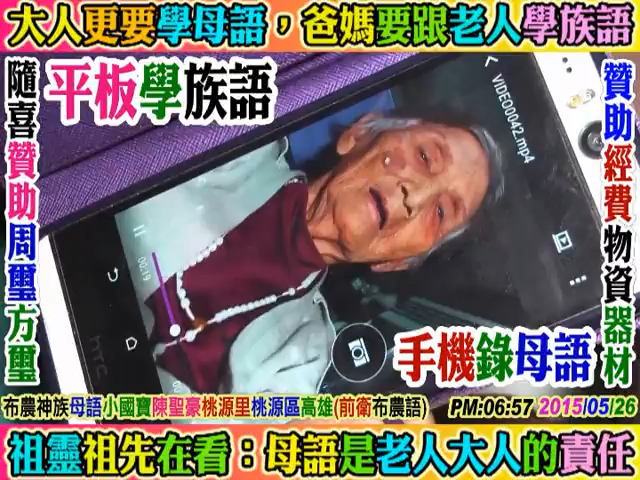 大人更要學母語，爸媽要跟老人學族語
隨喜贊助周璽方璽
平板學族語
贊助經費物資器材
VIDEO0042.mp4
00:19
hTC
手機錄母語
布農神族母語小國寶陳聖豪桃源里桃源區高雄(前衛布農語)
PM:06:57 2015/05/26
祖靈祖先在看：母語是老人大人的責任